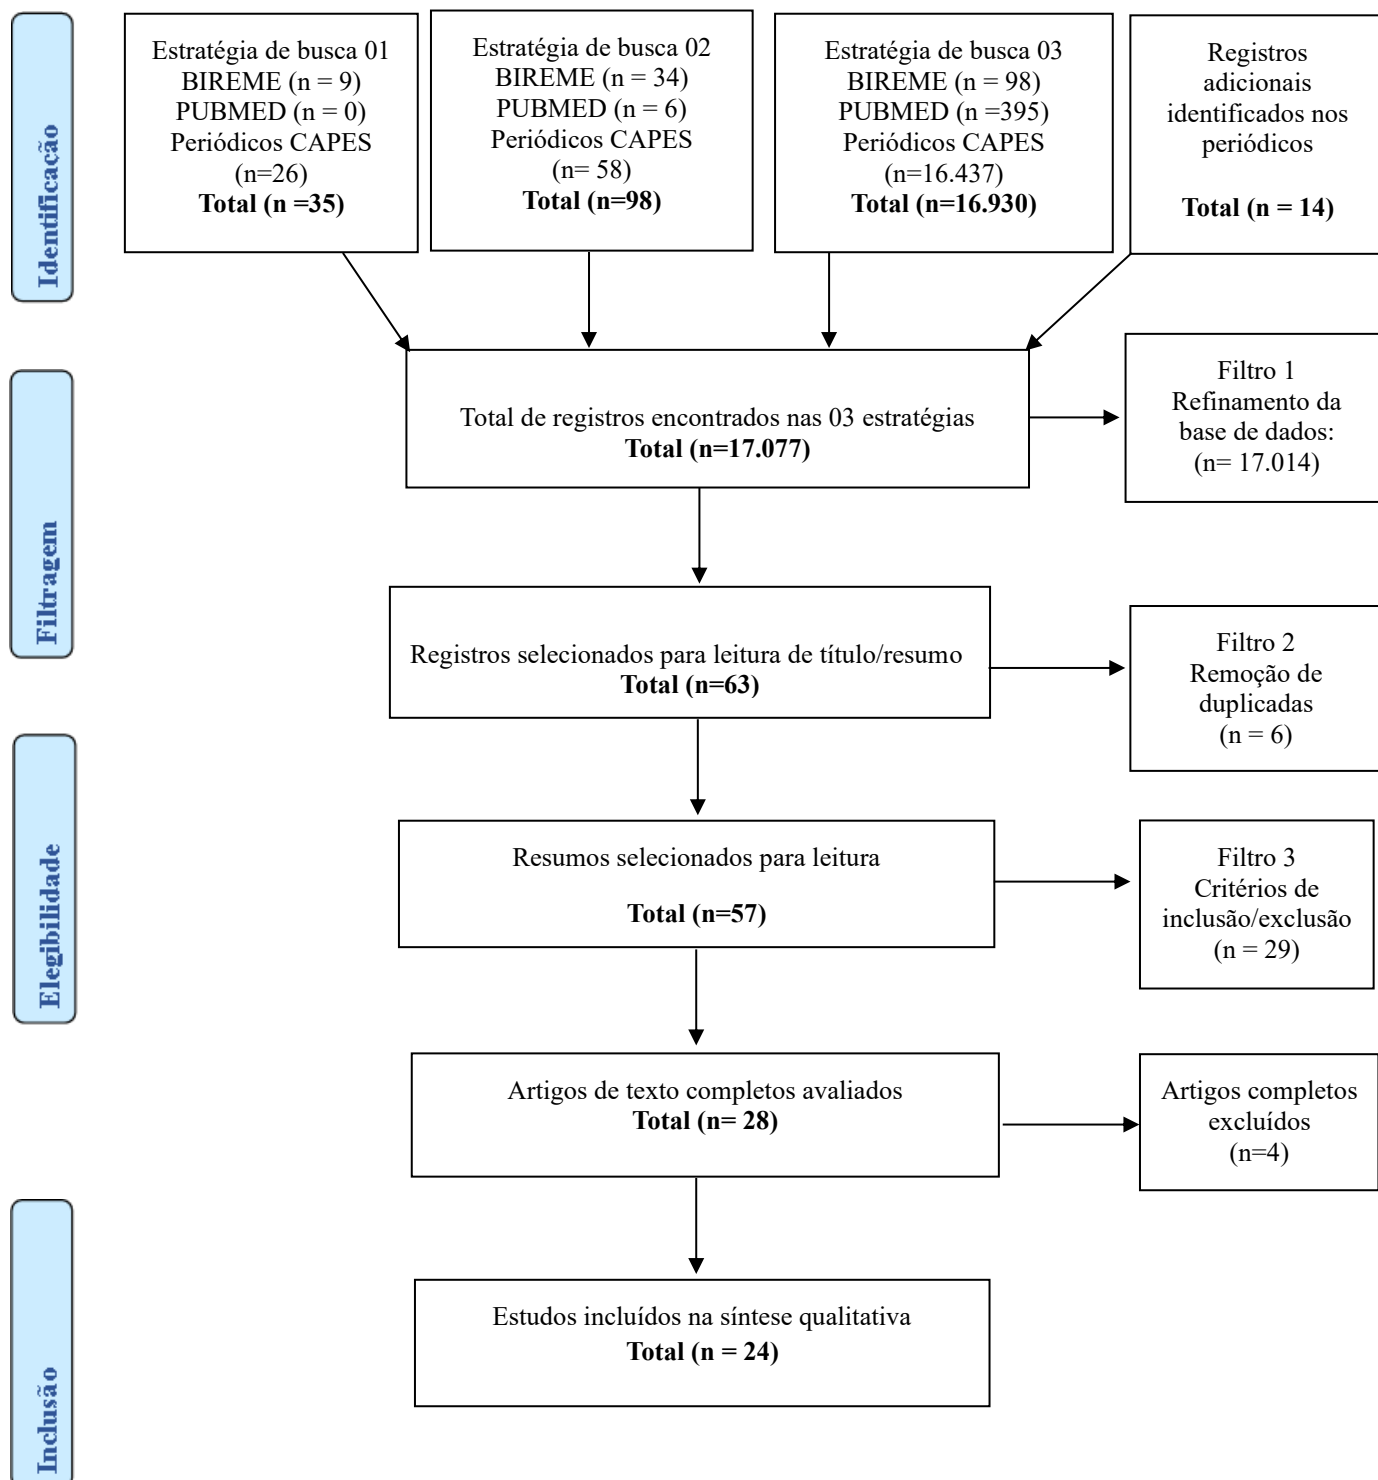 Identificação
Estratégia de busca 01
BIREME (n = 9)
PUBMED (n = 0)
Periódicos CAPES
(n=26)
Total (n =35)
Estratégia de busca 02
BIREME (n = 34)
PUBMED (n = 6)
Periódicos CAPES
(n= 58)
Total (n=98)
Estratégia de busca 03
BIREME (n = 98)
PUBMED (n =395)
Periódicos CAPES
(n=16.437)
Total (n=16.930)
Registros
adicionais
identificados nos
periódicos
Total (n = 14)
Filtragem
Total de registros encontrados nas 03 estratégias
Total (n=17.077)
Filtro 1
Refinamento da
base de dados:
(n= 17.014)
Registros selecionados para leitura de título/resumo
Total (n=63)
Filtro 2
Remoção de
duplicadas
(n = 6)
Elegibilidade
Resumos selecionados para leitura
Total (n=57)
Filtro 3
Critérios de
inclusão/exclusão
(n = 29)
Artigos de texto completos avaliados
Total (n= 28)
Artigos completos
excluídos
(n=4)
Inclusão
Estudos incluídos na síntese qualitativa
Total (n = 24)